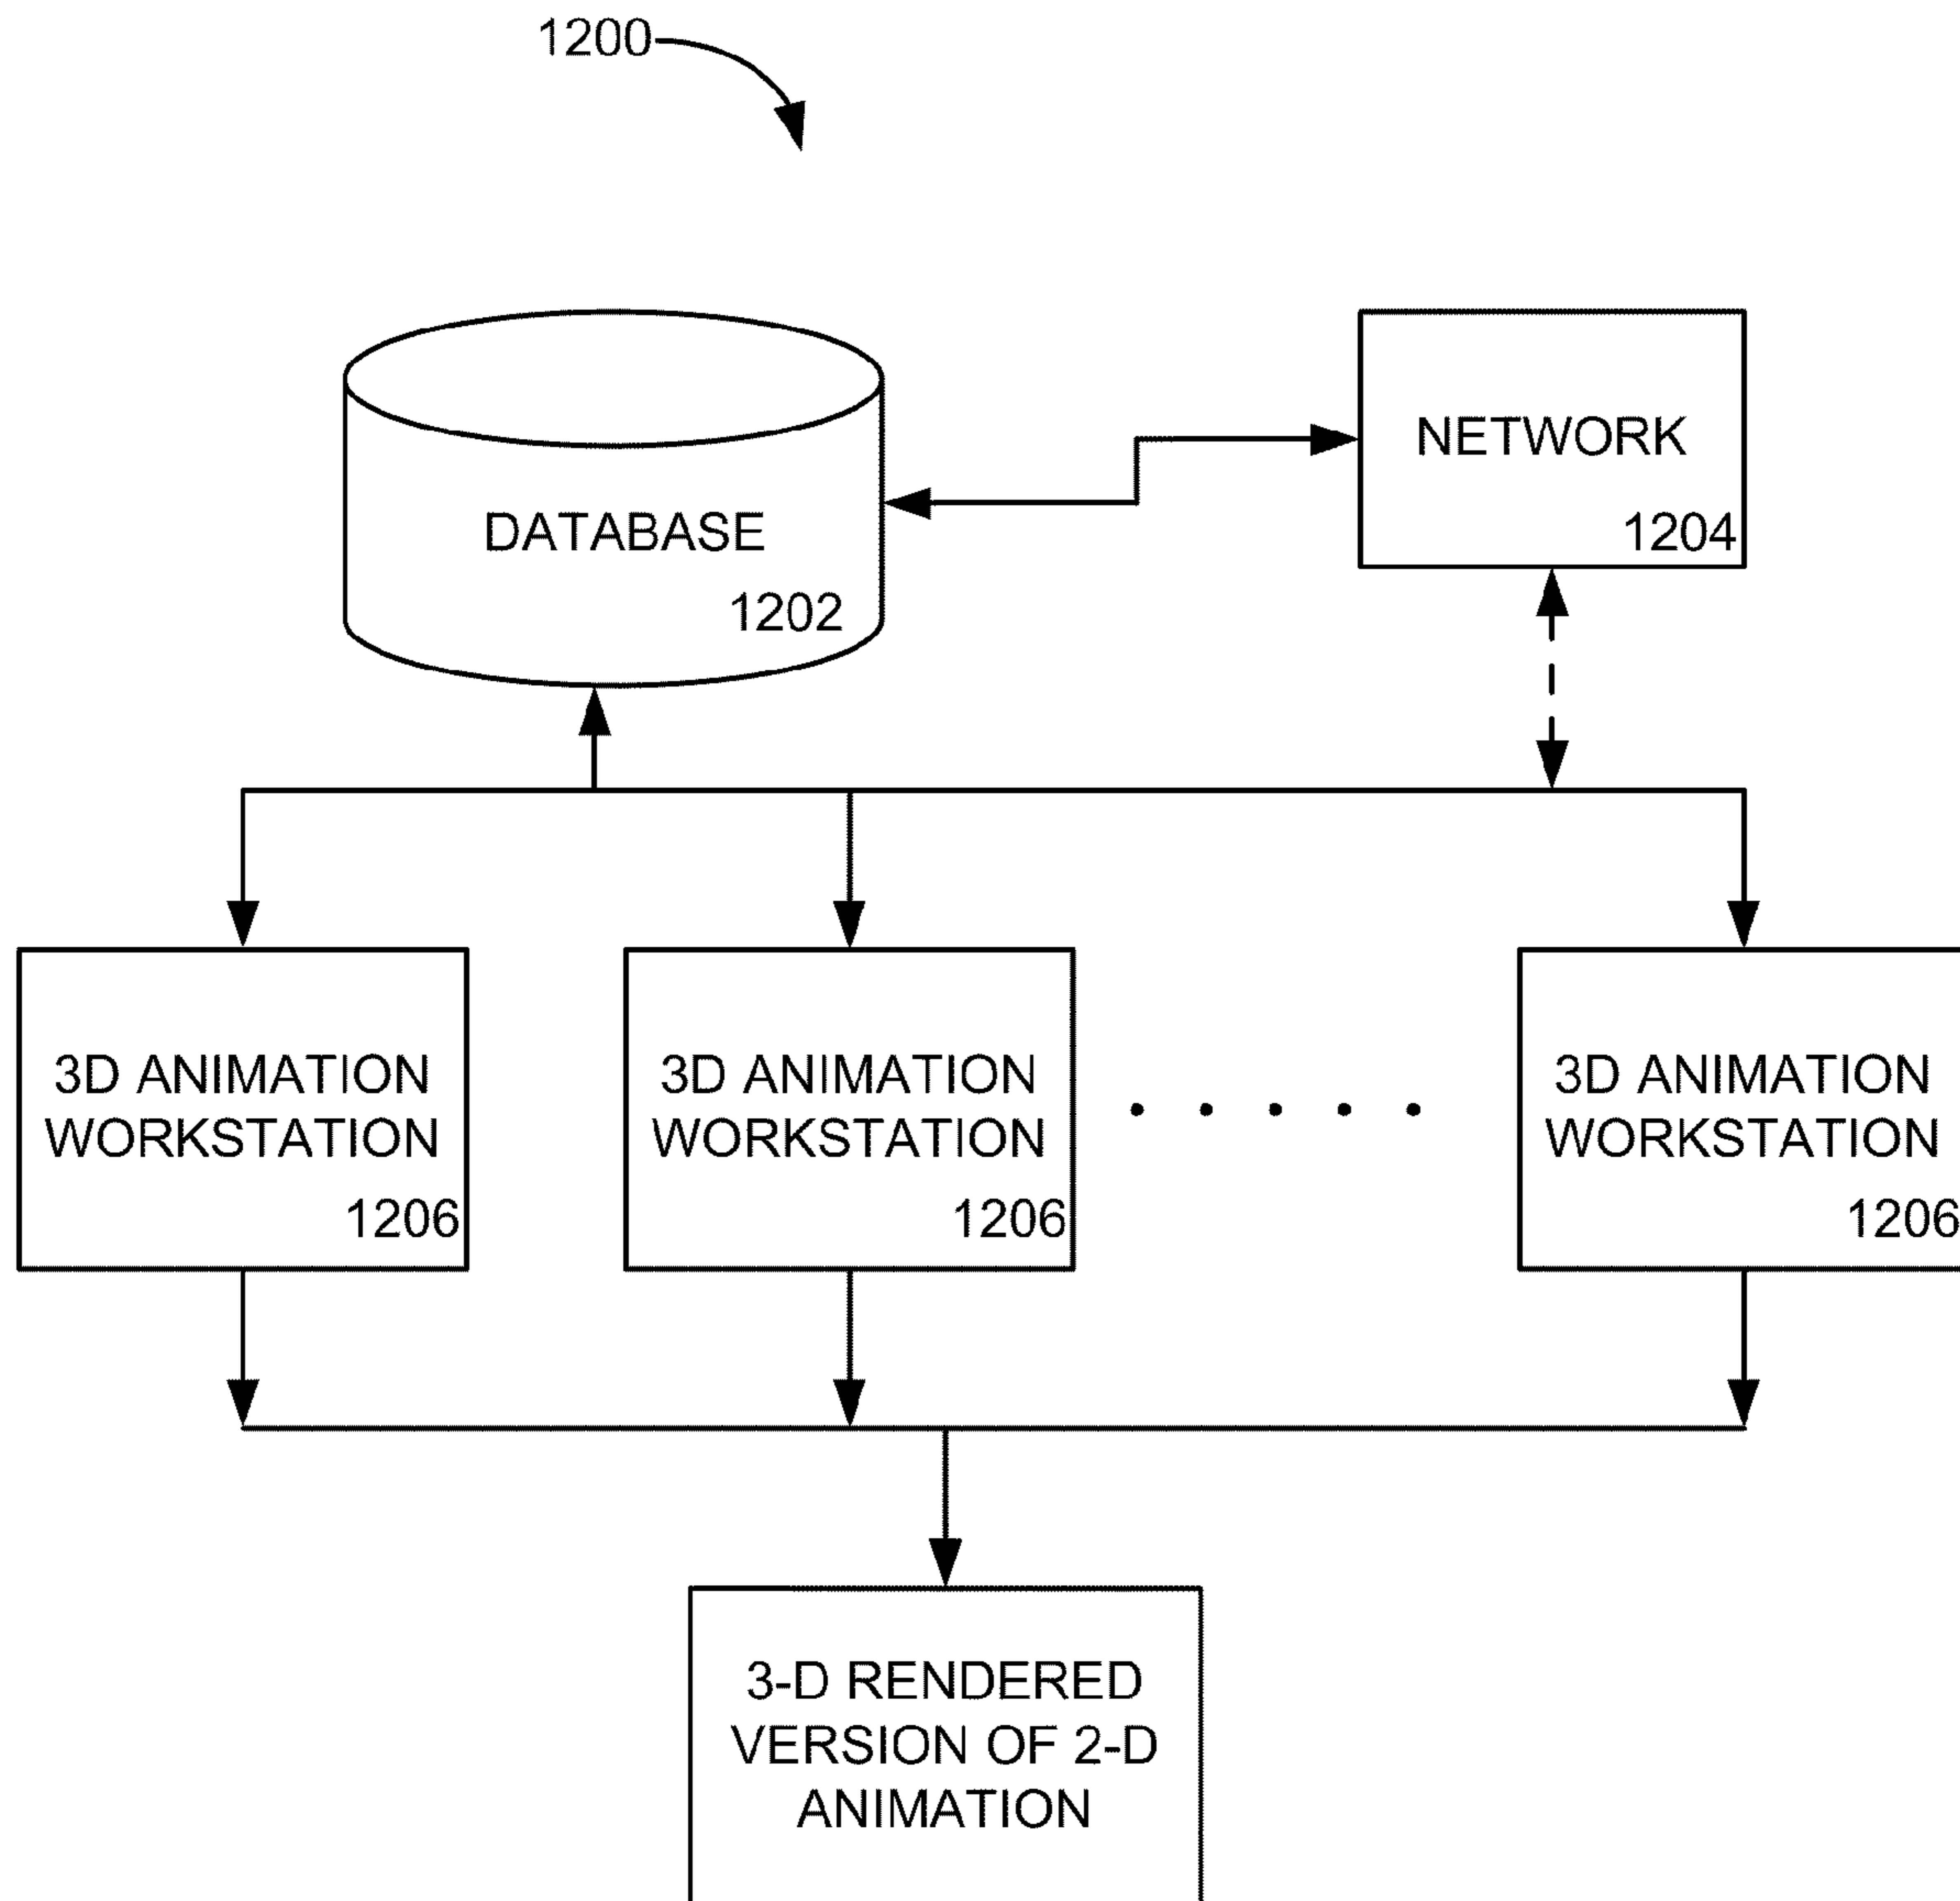 1200
DATABASE
1202
NETWORK
1204
3D ANIMATION
WORKSTATION
1206
3D ANIMATION
WORKSTATION
1206
3D ANIMATION
WORKSTATION
1206
3-D RENDERED
VERSION OF 2-D
ANIMATION